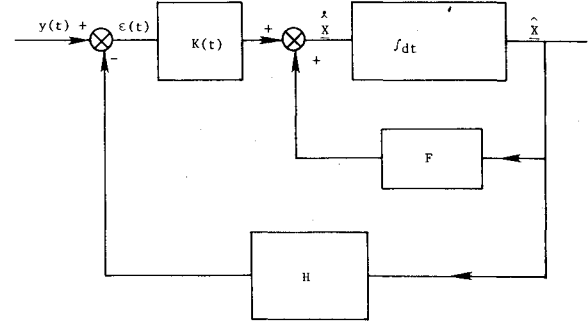 y(t) +
ε(t)
-
K(t)
+
+
X
∫dt
X̂
F
H